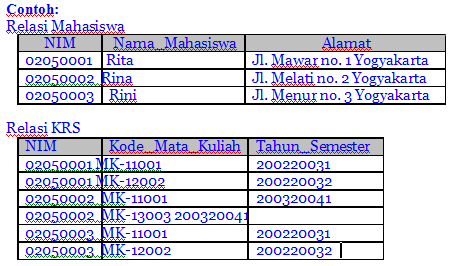 Contoh:
Relasi Mahasiswa
NIM Nama_Mahasiswa Alamat
02050001 Rita Jl. Mawar no. 1 Yogyakarta
02050002 Rina Jl. Melati no. 2 Yogyakarta
02050003 Rini Jl. Menur no. 3 Yogyakarta
Relasi KRS
NIM Kode_Mata_Kuliah Tahun_Semester
02050001 MK-11001 200220031
02050001 MK-12002 200220032
02050002 MK-11001 200320041
02050002 MK-13003 200320041
02050003 MK-11001 200220031
02050003 MK-12002 200220032